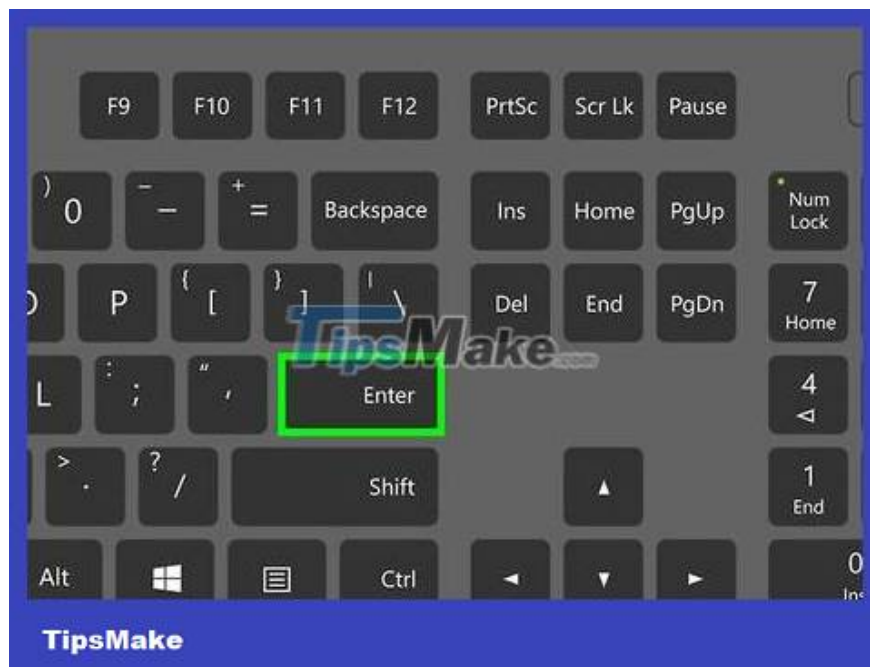 F9 F10 F11 F12 PrtSc Scr Lk Pause
) 0 _ - + = Backspace Ins Home PgUp Num Lock
P { [ } ] | \ Del End PgDn 7 Home
TipsMake.com
L : ; " ' Enter 4
> . ? / Shift 1 End
Alt Ctrl 0
TipsMake